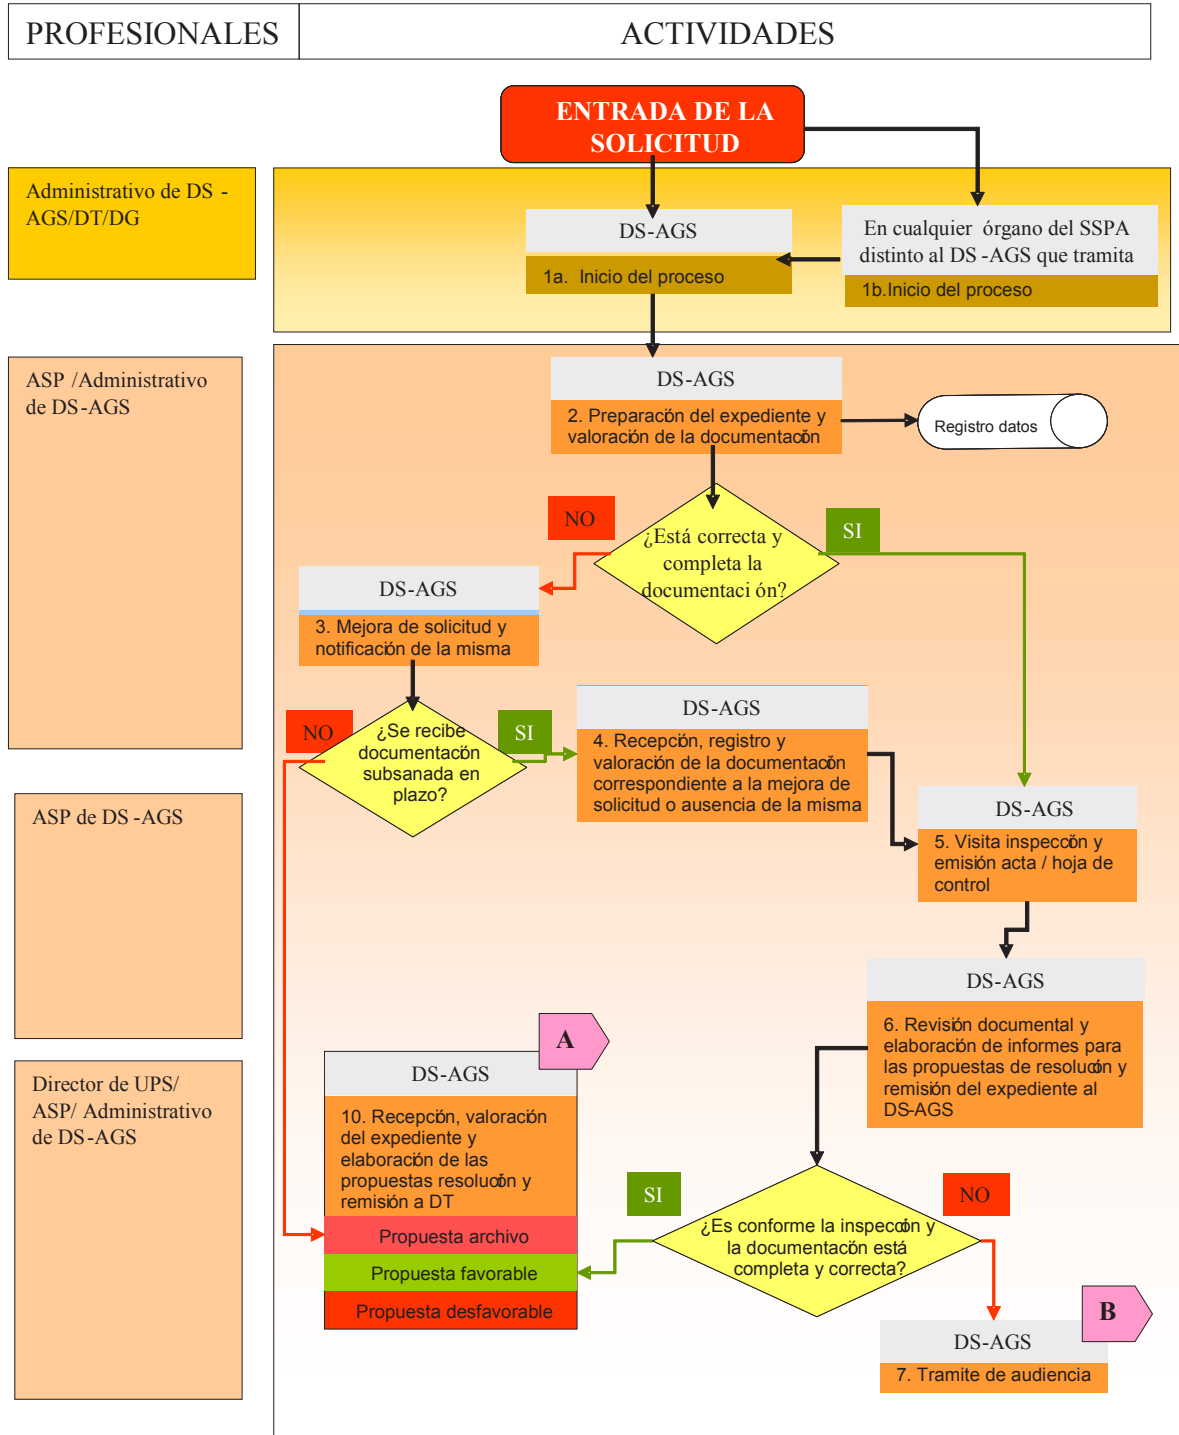 PROFESIONALES
ACTIVIDADES
ENTRADA DE LA
SOLICITUD
Administrativo de DS -
AGS/DT/DG
DS-AGS
1a. Inicio del proceso
En cualquier órgano del SSPA
distinto al DS -AGS que tramita
1b.Inicio del proceso
ASP /Administrativo
de DS-AGS
DS-AGS
2. Preparación del expediente y
valoración de la documentación
Registro datos
NO
¿Está correcta y
completa la
documentaci ón?
SI
DS-AGS
3. Mejora de solicitud y
notificación de la misma
NO
¿Se recibe
documentación
subsanada en
plazo?
SI
DS-AGS
4. Recepción, registro y
valoración de la documentación
correspondiente a la mejora de
solicitud o ausencia de la misma
ASP de DS -AGS
DS-AGS
5. Visita inspección y
emisión acta / hoja de
control
DS-AGS
6. Revisión documental y
elaboración de informes para
las propuestas de resolución y
remisión del expediente al
DS-AGS
Director de UPS/
ASP/ Administrativo
de DS-AGS
A
DS-AGS
10. Recepción, valoración
del expediente y
elaboración de las
propuestas resolución y
remisión a DT
Propuesta archivo
Propuesta favorable
Propuesta desfavorable
SI
¿Es conforme la inspección y
la documentación está
completa y correcta?
NO
B
DS-AGS
7. Tramite de audiencia